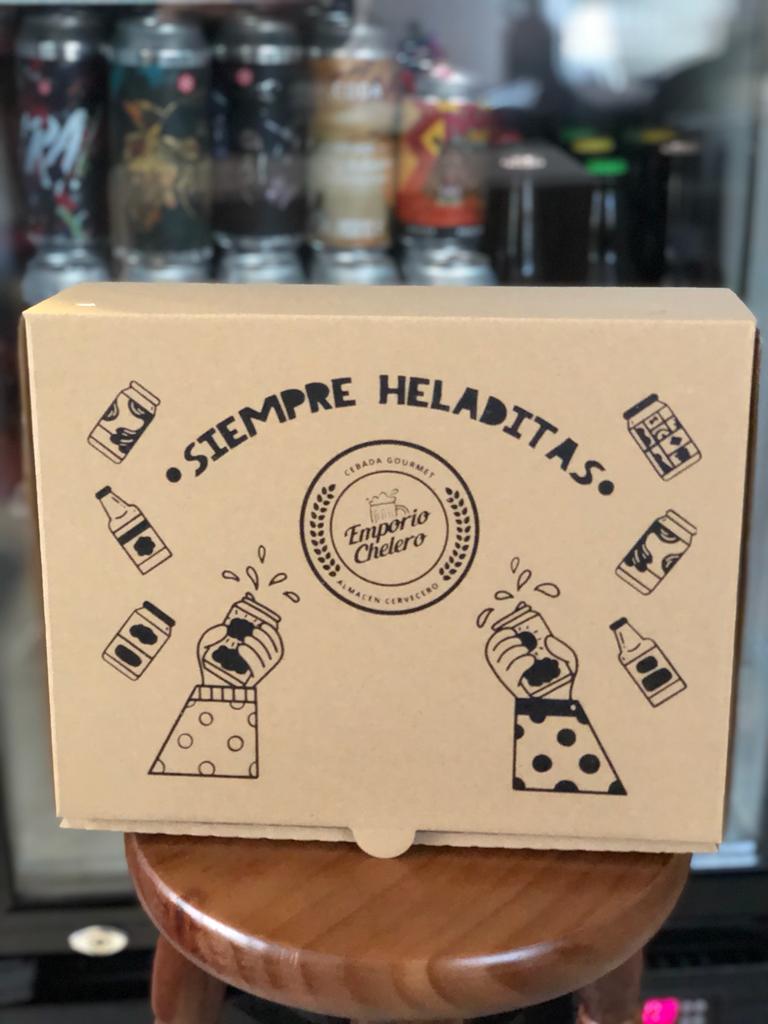 •SIEMPRE HELADITAS•
CEBADA GOURMET
Emporio
Chelero
ALMACEN CERVECERO